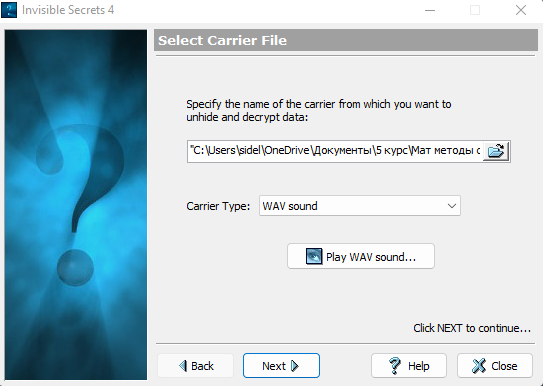 Invisible Secrets 4
Select Carrier File
Specify the name of the carrier from which you want to
unhide and decrypt data:
"C:\Users\sidel\OneDrive\Документы\5 курс\Мат методы с
Carrier Type: WAV sound
Play WAV sound...
Click NEXT to continue...
Back Next Help Close